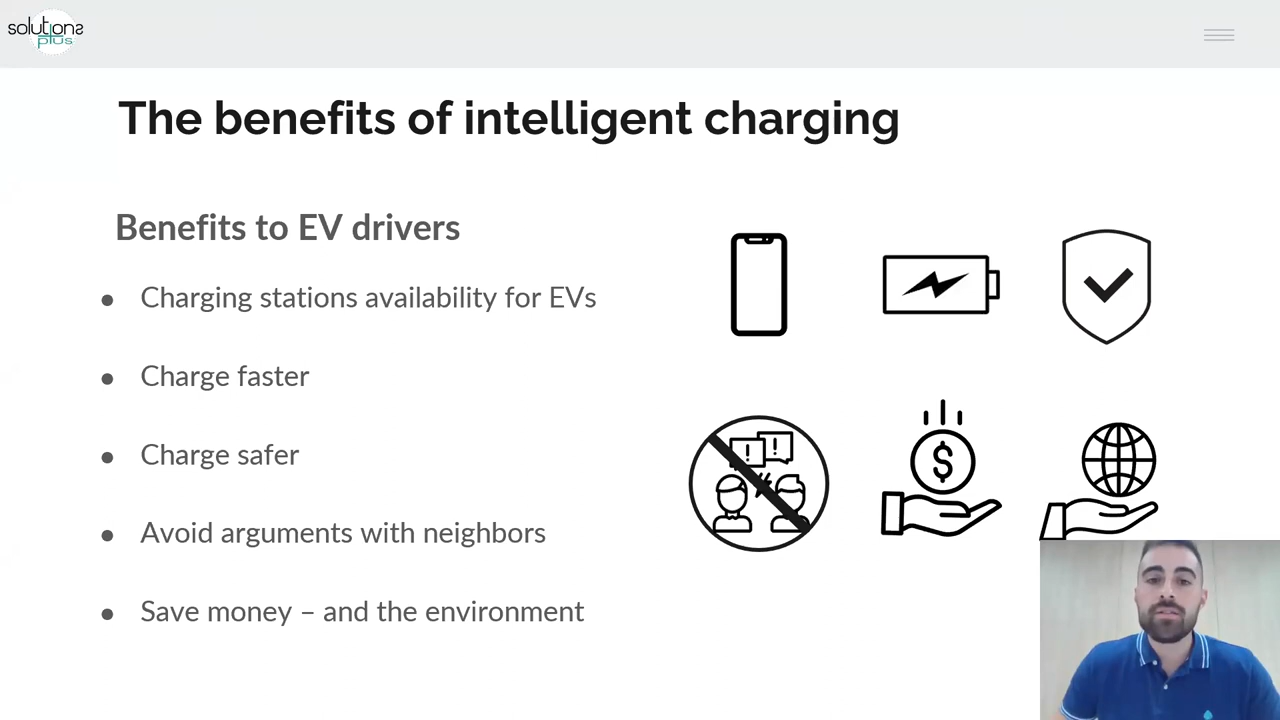 solutions
plus
The benefits of intelligent charging
Benefits to EV drivers
● Charging stations availability for EVs
● Charge faster
● Charge safer
● Avoid arguments with neighbors
● Save money – and the environment
! !
$